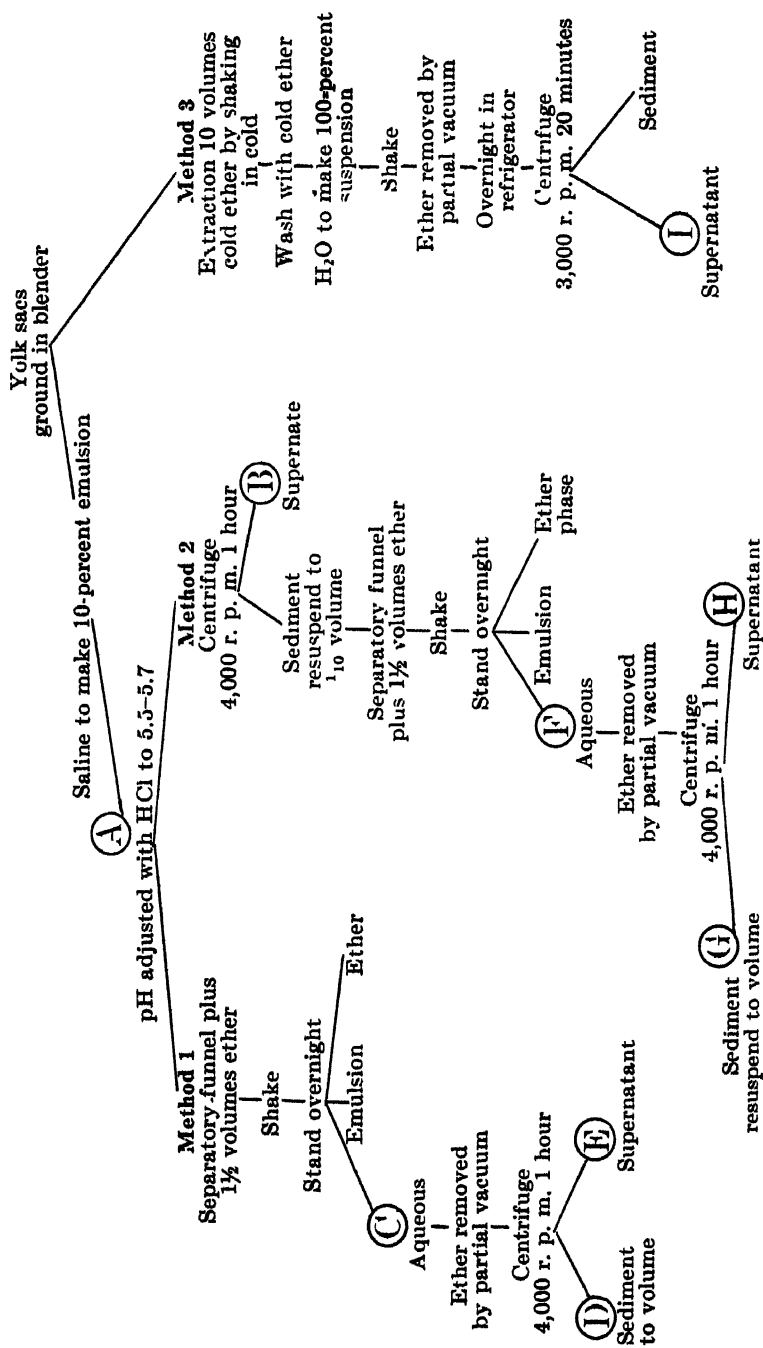 Yolk sacs
ground in blender
Saline to make 10-percent emulsion
A
pH adjusted with HCl to 5.5–5.7
Method 1
Separatory-funnel plus
1½ volumes ether
Shake
Stand overnight
Emulsion
Ether
C
Aqueous
Ether removed
by partial vacuum
Centrifuge
4,000 r. p. m. 1 hour
D
Sediment
to volume
E
Supernatant
Method 2
Centrifuge
4,000 r. p. m. 1 hour
B
Supernate
Sediment
resuspend to
1/10 volume
Separatory funnel
plus 1½ volumes ether
Shake
Stand overnight
F
Aqueous
Emulsion
Ether
phase
Ether removed
by partial vacuum
Centrifuge
4,000 r. p. m. 1 hour
G
Sediment
resuspend to volume
H
Supernatant
Method 3
Extraction 10 volumes
cold ether by shaking
in cold
Wash with cold ether
H₂O to make 100-percent
suspension
Shake
Ether removed by
partial vacuum
Overnight in
refrigerator
Centrifuge
3,000 r. p. m. 20 minutes
I
Supernatant
Sediment